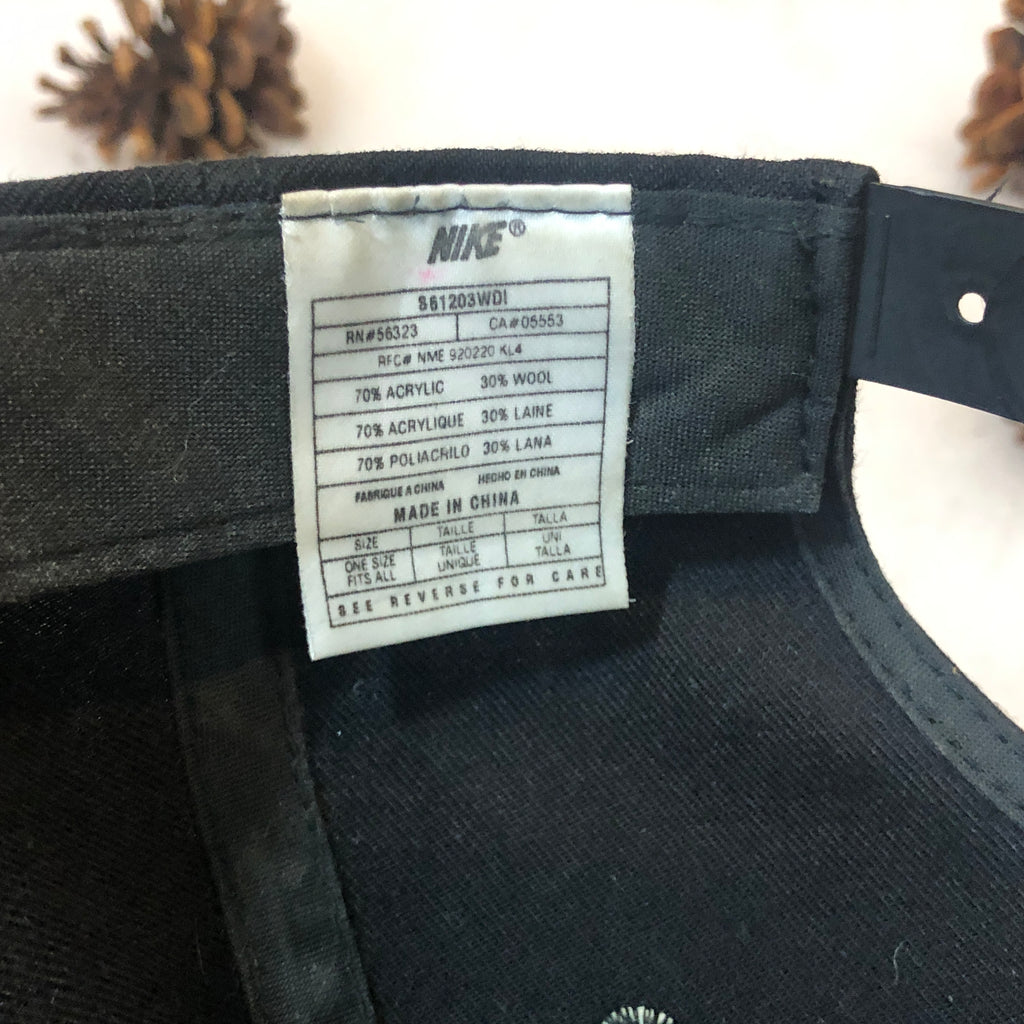 NIKE®
861203WDI
RN#56323 CA#05553
RFC# NME 920220 KL4
70% ACRYLIC 30% WOOL
70% ACRYLIQUE 30% LAINE
70% POLIACRILO 30% LANA
FABRIQUE A CHINA HECHO EN CHINA
MADE IN CHINA
SIZE TAILLE TALLA
ONE SIZE TAILLE UNI
FITS ALL UNIQUE TALLA
SEE REVERSE FOR CARE